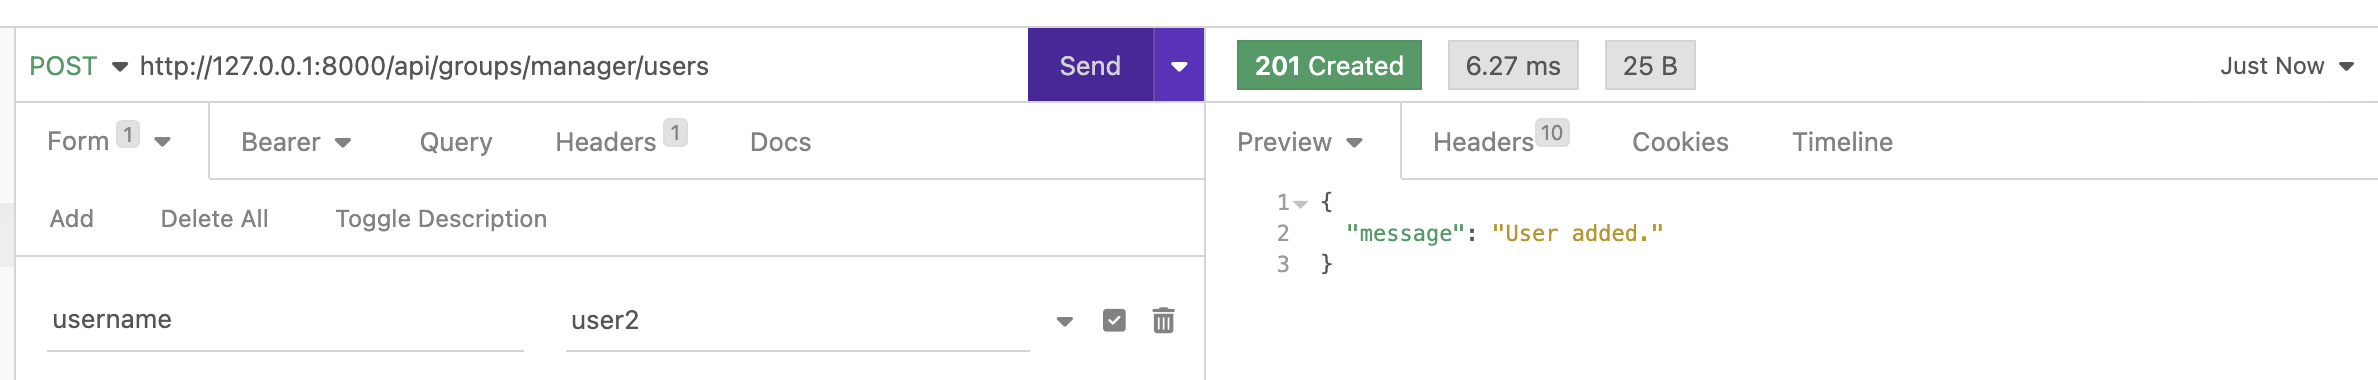 POST http://127.0.0.1:8000/api/groups/manager/users Send
Form 1 Bearer Query Headers 1 Docs
Add Delete All Toggle Description
username user2
201 Created 6.27 ms 25 B Just Now
Preview Headers 10 Cookies Timeline
1 {
2 "message": "User added."
3 }